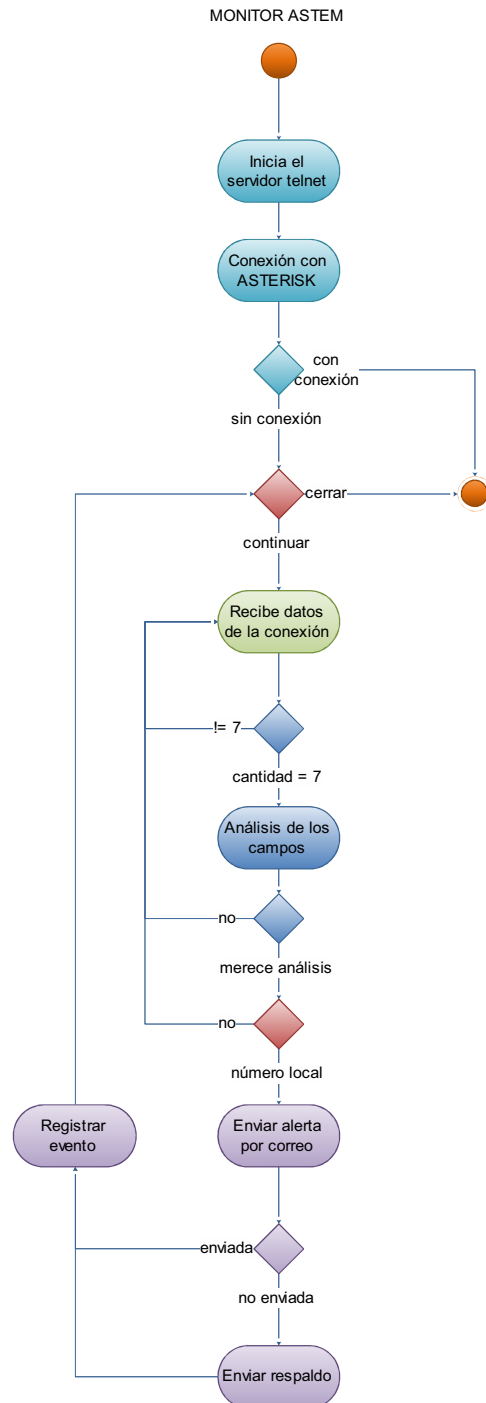 MONITOR ASTEM
Inicia el
servidor telnet
Conexión con
ASTERISK
con
conexión
sin conexión
cerrar
continuar
Recibe datos
de la conexión
!= 7
cantidad = 7
Análisis de los
campos
no
merece análisis
no
número local
Registrar
evento
Enviar alerta
por correo
enviada
no enviada
Enviar respaldo